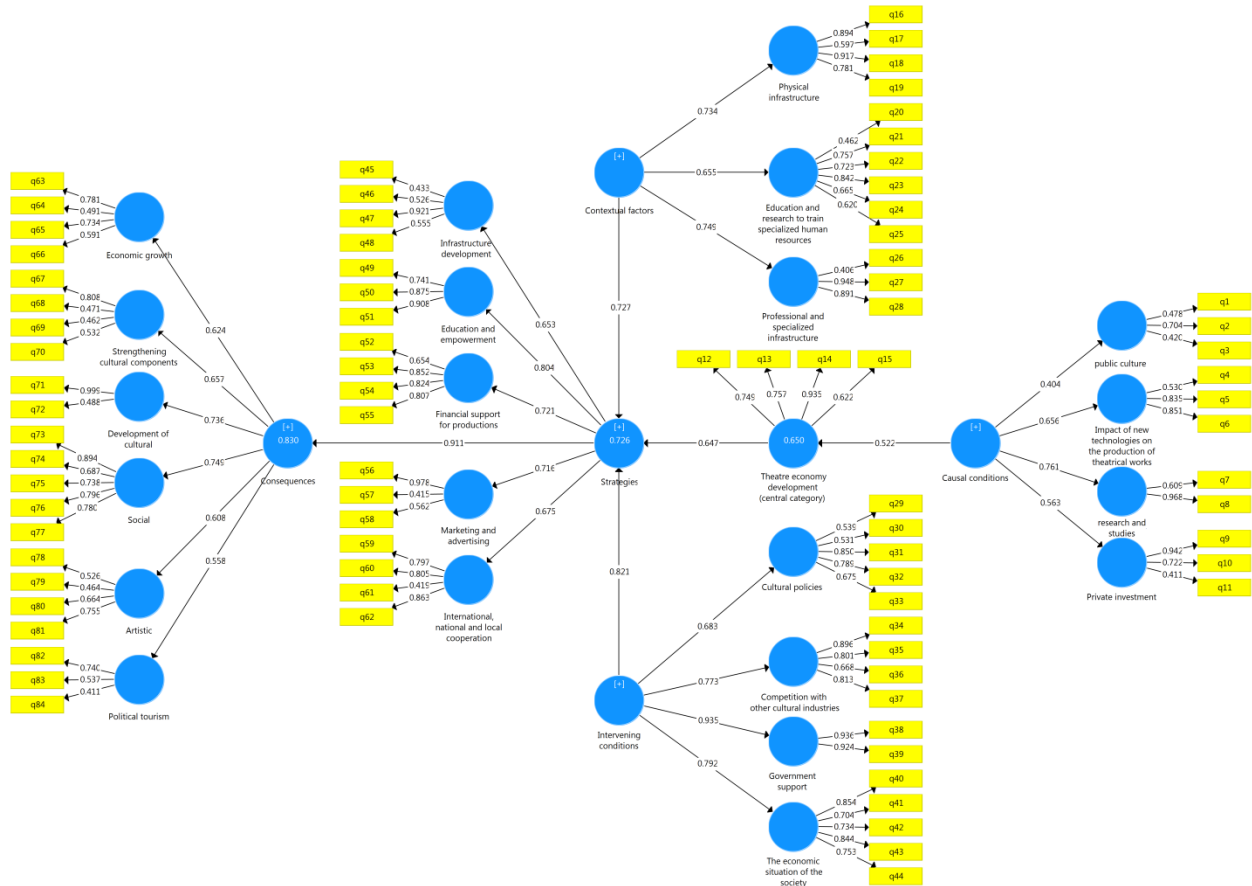 q16
0.894
q17
0.597
q18
0.917
q19
0.781
Physical
infrastructure
0.734
q20
0.462
q21
0.757
q22
0.723
q23
0.842
q24
0.665
q25
0.620
Education and
research to train
specialized human
resources
[+]
Contextual factors
0.655
0.749
q26
0.406
q27
0.948
q28
0.891
Professional and
specialized
infrastructure
0.727
q45
0.433
q46
0.526
q47
0.921
q48
0.555
Infrastructure
development
0.653
q49
0.741
q50
0.875
q51
0.908
Education and
empowerment
0.804
q52
0.654
q53
0.852
q54
0.824
q55
0.807
Financial support
for productions
0.721
q56
0.978
q57
0.415
q58
0.562
Marketing and
advertising
0.716
q59
0.797
q60
0.805
q61
0.419
q62
0.863
International,
national and local
cooperation
0.675
[+]
0.726
Strategies
0.911
q63
0.781
q64
0.491
q65
0.734
q66
0.591
Economic growth
0.624
q67
0.808
q68
0.471
q69
0.462
q70
0.532
Strengthening
cultural components
0.657
q71
0.999
q72
0.488
Development of
cultural
0.736
q73
0.894
q74
0.687
q75
0.738
q76
0.796
q77
0.780
Social
0.749
q78
0.526
q79
0.464
q80
0.664
q81
0.755
Artistic
0.608
q82
0.740
q83
0.537
q84
0.411
Political tourism
0.558
[+]
0.830
Consequences
q12
q13
q14
q15
0.749
0.757
0.935
0.622
0.650
Theatre economy
development
(central category)
0.647
0.522
[+]
Causal conditions
q1
0.478
q2
0.704
q3
0.420
public culture
0.404
q4
0.530
q5
0.835
q6
0.851
Impact of new
technologies on
the production of
theatrical works
0.656
q7
0.609
q8
0.968
research and
studies
0.761
q9
0.942
q10
0.722
q11
0.411
Private investment
0.563
0.821
[+]
Intervening
conditions
q29
0.539
q30
0.531
q31
0.850
q32
0.789
q33
0.675
Cultural policies
0.683
q34
0.896
q35
0.801
q36
0.668
q37
0.813
Competition with
other cultural industries
0.773
q38
0.936
q39
0.924
Government
support
0.935
q40
0.854
q41
0.704
q42
0.734
q43
0.844
q44
0.753
The economic
situation of the
society
0.792